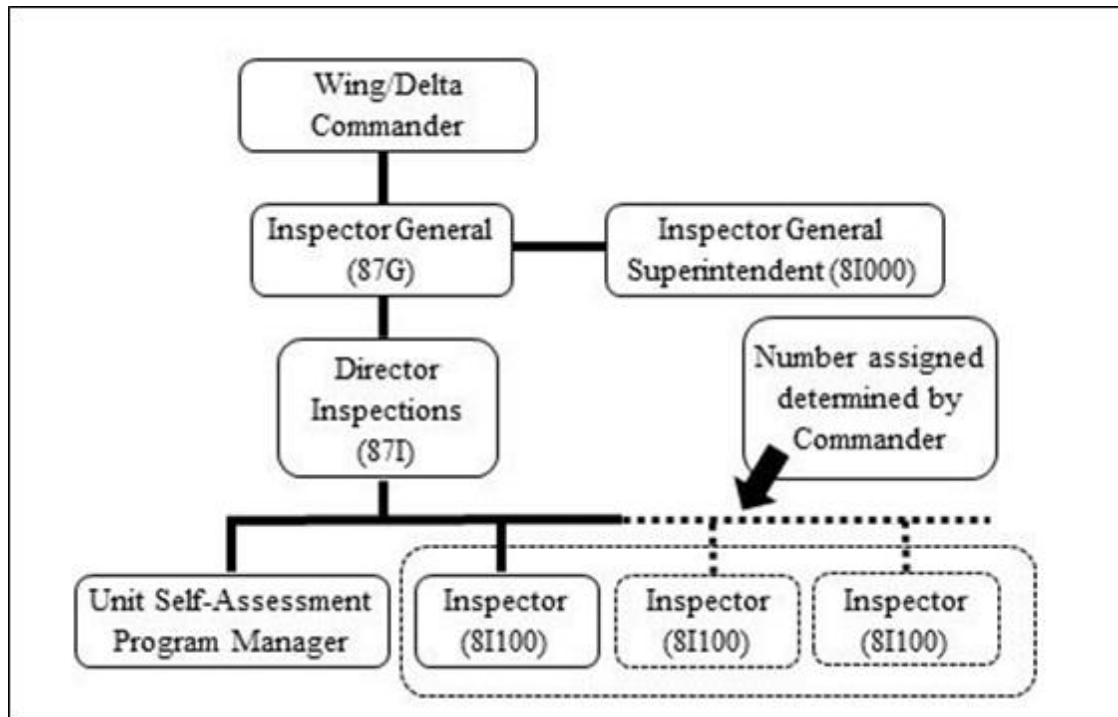 Wing/Delta
Commander
Inspector General
(87G)
Inspector General
Superintendent (8I000)
Director
Inspections
(87I)
Number assigned
determined by
Commander
Unit Self-Assessment
Program Manager
Inspector
(8I100)
Inspector
(8I100)
Inspector
(8I100)